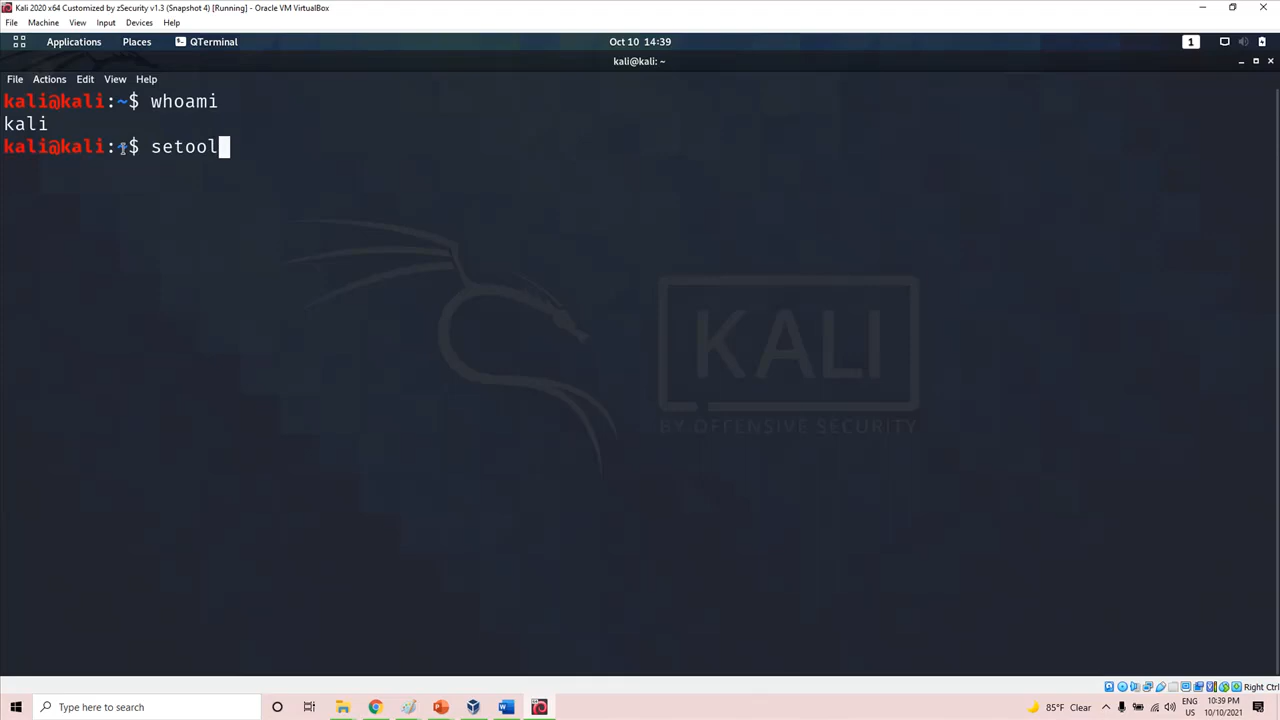 Kali 2020 x64 Customized by zSecurity v1.3 (Snapshot 4) [Running] - Oracle VM VirtualBox
File Machine View Input Devices Help
Applications Places QTerminal Oct 10 14:39 1
kali@kali: ~
File Actions Edit View Help
kali@kali:~$ whoami
kali
kali@kali:~$ setool
KALI
BY OFFENSIVE SECURITY
Right Ctrl
Type here to search
85°F Clear
ENG
US
10:39 PM
10/10/2021